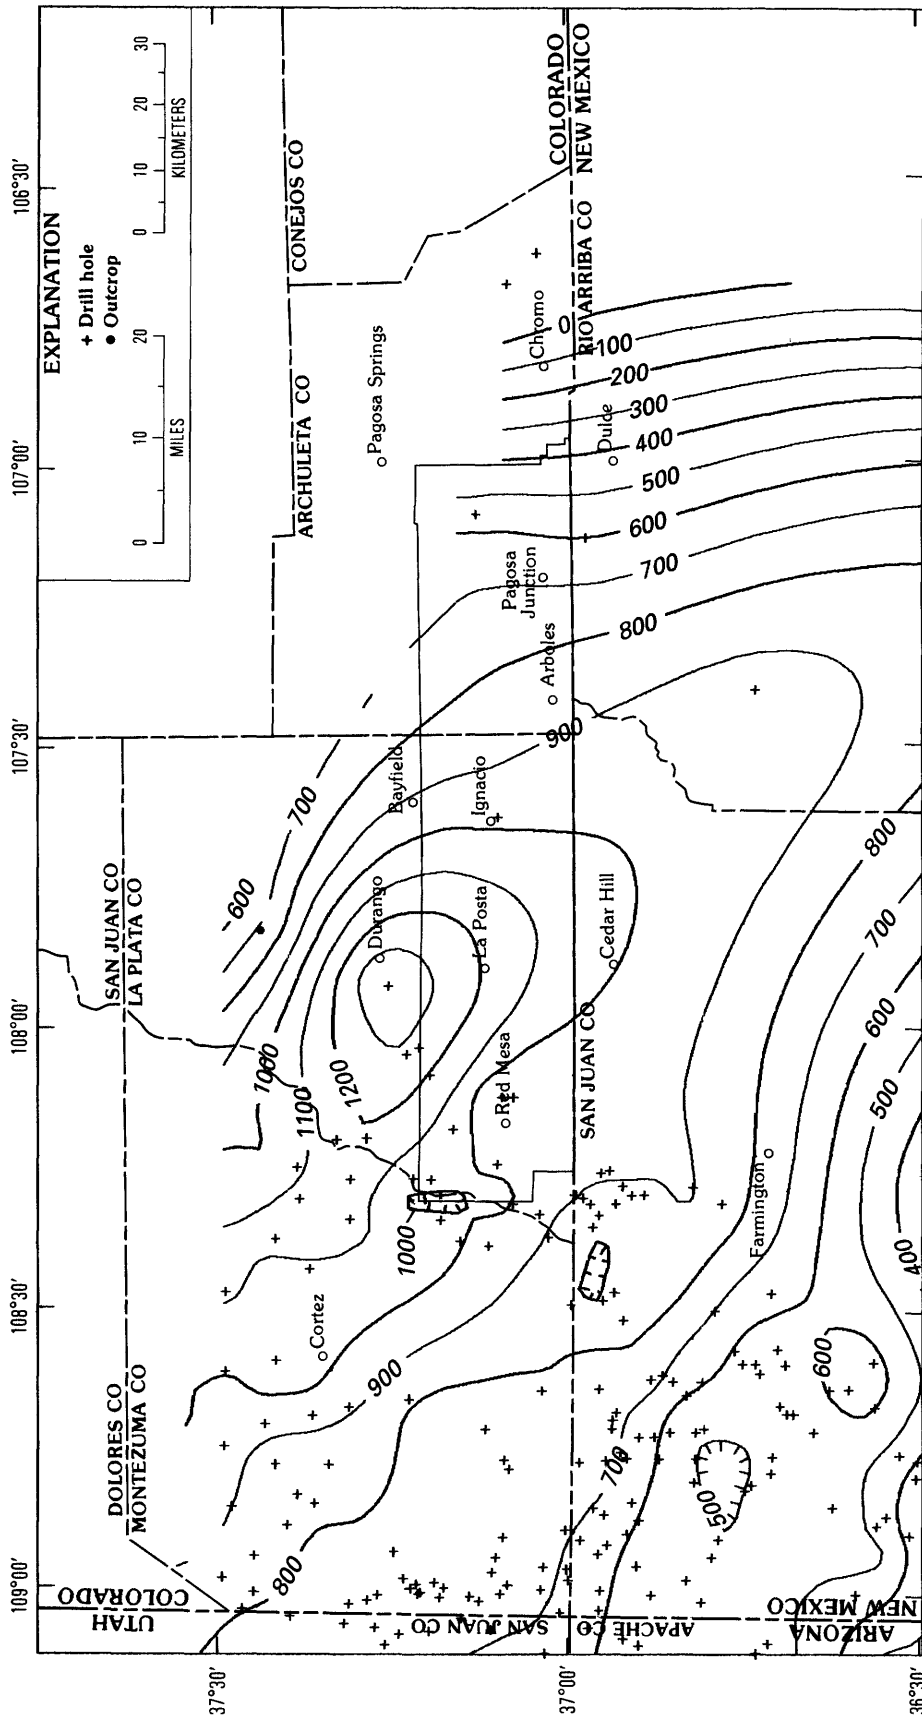 109°00'
108°30'
108°00'
107°30'
107°00'
106°30'
EXPLANATION
+ Drill hole
● Outcrop
0 10 20
MILES
0 10 20 30
KILOMETERS
UTAH
COLORADO
DOLORES CO
MONTEZUMA CO
SAN JUAN CO
LA PLATA CO
ARCHULETA CO
CONEJOS CO
37°30'
37°00'
36°30'
800
900
1000
1000
1100
1200
600
700
Cortez
Durango
Bayfield
Pagosa Springs
Red Mesa
La Posta
Ignacio
Arboles
Pagosa
Junction
Chromo
SAN JUAN CO
COLORADO
NEW MEXICO
APACHE CO
SAN JUAN CO
RIO ARRIBA CO
Cedar Hill
Dulce
Farmington
900
800
700
600
500
400
300
200
100
0
700
500
600
400
500
600
700
800
ARIZONA
NEW MEXICO